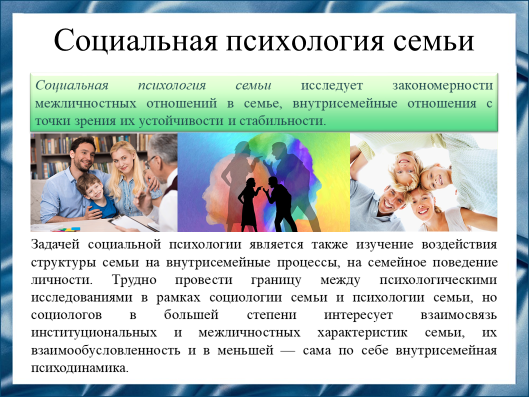 Социальная психология семьи
Социальная психология семьи исследует закономерности
межличностных отношений в семье, внутрисемейные отношения с
точки зрения их устойчивости и стабильности.
Задачей социальной психологии является также изучение воздействия
структуры семьи на внутрисемейные процессы, на семейное поведение
личности. Трудно провести границу между психологическими
исследованиями в рамках социологии семьи и психологии семьи, но
социологов в большей степени интересует взаимосвязь
институциональных и межличностных характеристик семьи, их
взаимообусловленность и в меньшей — сама по себе внутрисемейная
психодинамика.